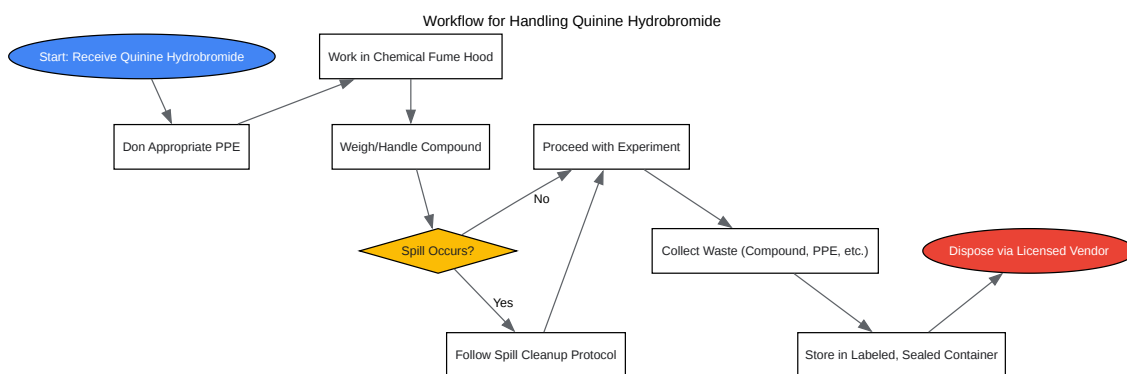 Workflow for Handling Quinine Hydrobromide
Start: Receive Quinine Hydrobromide
Work in Chemical Fume Hood
Don Appropriate PPE
Weigh/Handle Compound
Proceed with Experiment
No
Spill Occurs?
Collect Waste (Compound, PPE, etc.)
Dispose via Licensed Vendor
Yes
Follow Spill Cleanup Protocol
Store in Labeled, Sealed Container